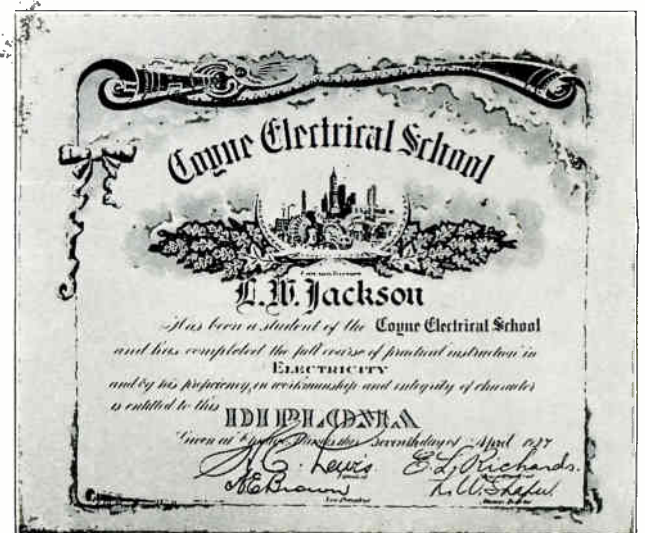 Coyne Electrical School
L.W. Jackson
Has been a student of the Coyne Electrical School
and has completed the full course of practical instruction in
ELECTRICITY
and by his proficiency, in workmanship and integrity of character
is entitled to this DIPLOMA
Given at this Seventh day of April 1927
H.C. Lewis E.L. Richards.